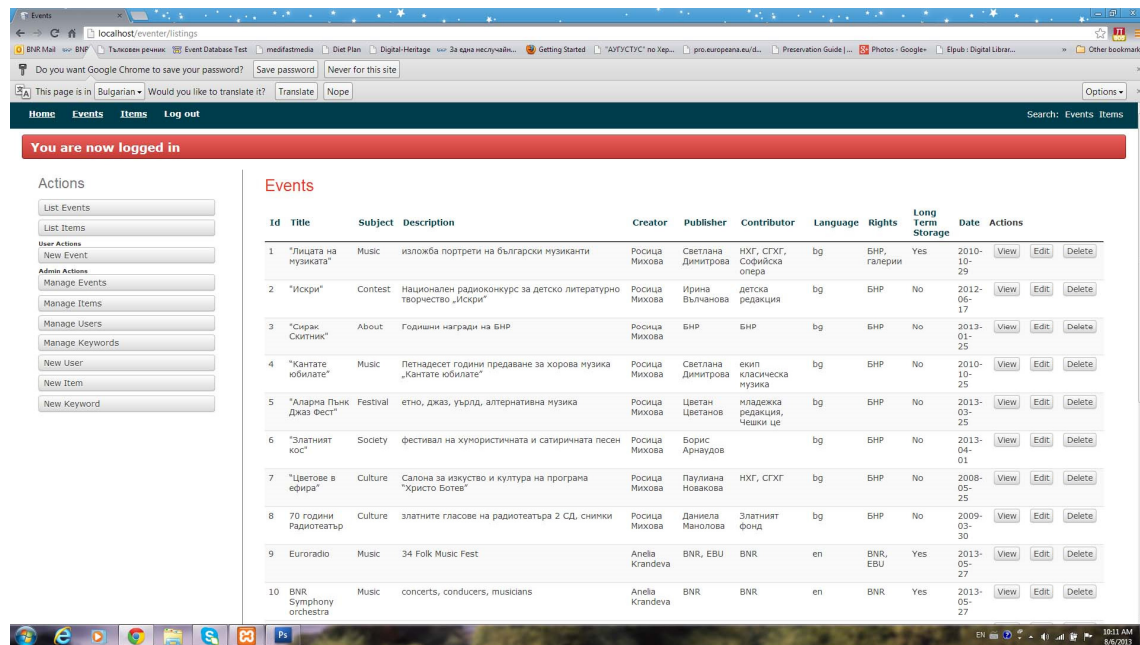 Events
localhost/eventer/listings
BNR Mail BNR Тълковен речник Event Database Test medifastmedia Diet Plan Digital-Heritage За една неслучайн... Getting Started "АУГУСТУС" по Хер... pro.europeana.eu/d... Preservation Guide | ... Photos - Google+ Elpub : Digital Librar... » Other bookmark
Do you want Google Chrome to save your password? Save password Never for this site
This page is in Bulgarian Would you like to translate it? Translate Nope Options
Home Events Items Log out Search: Events Items
You are now logged in
Actions
List Events
List Items
User Actions
New Event
Admin Actions
Manage Events
Manage Items
Manage Users
Manage Keywords
New User
New Item
New Keyword
Events
Id Title Subject Description Creator Publisher Contributor Language Rights Long Term Storage Date Actions
1 "Лицата на музиката" Music изложба портрети на български музиканти Росица Михова Светлана Димитрова НХГ, СГХГ, Софийска опера bg БНР, галерии Yes 2010-10-29 View Edit Delete
2 "Искри" Contest Национален радиоконкурс за детско литературно творчество „Искри" Росица Михова Ирина Вълчанова детска редакция bg БНР No 2012-06-17 View Edit Delete
3 "Сирак Скитник" About Годишни награди на БНР Росица Михова БНР БНР bg БНР No 2013-01-25 View Edit Delete
4 "Кантате юбилате" Music Петнадесет години предаване за хорова музика „Кантате юбилате" Росица Михова Светлана Димитрова екип класическа музика bg БНР No 2010-10-25 View Edit Delete
5 "Аларма Пънк Джаз Фест" Festival етно, джаз, уърлд, алтернативна музика Росица Михова Цветан Цветанов младежка редакция, Чешки це bg БНР No 2013-03-25 View Edit Delete
6 "Златният кос" Society фестивал на хумористичната и сатиричната песен Росица Михова Борис Арнаудов bg БНР No 2013-04-01 View Edit Delete
7 "Цветове в ефира" Culture Салона за изкуство и култура на програма "Христо Ботев" Росица Михова Паулиана Новакова НХГ, СГХГ bg БНР No 2008-05-25 View Edit Delete
8 70 години Радиотеатър Culture златните гласове на радиотеатъра 2 СД, снимки Росица Михова Даниела Манолова Златният фонд bg БНР No 2009-03-30 View Edit Delete
9 Euroradio Music 34 Folk Music Fest Anelia Krandeva BNR, EBU BNR en BNR, EBU Yes 2013-05-27 View Edit Delete
10 BNR Symphony orchestra Music concerts, conducers, musicians Anelia Krandeva BNR BNR en BNR Yes 2013-05-27 View Edit Delete
Ps EN 10:11 AM
8/6/2013